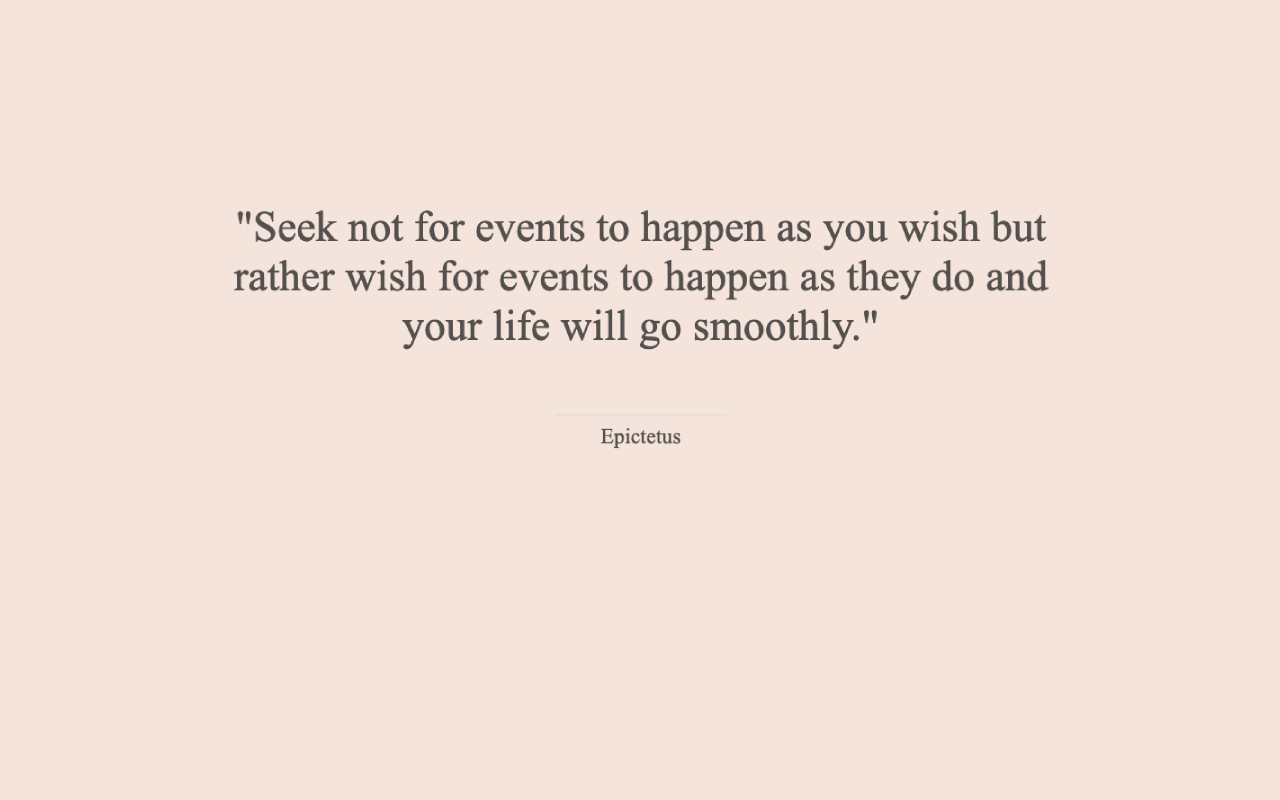 "Seek not for events to happen as you wish but
rather wish for events to happen as they do and
your life will go smoothly."
Epictetus